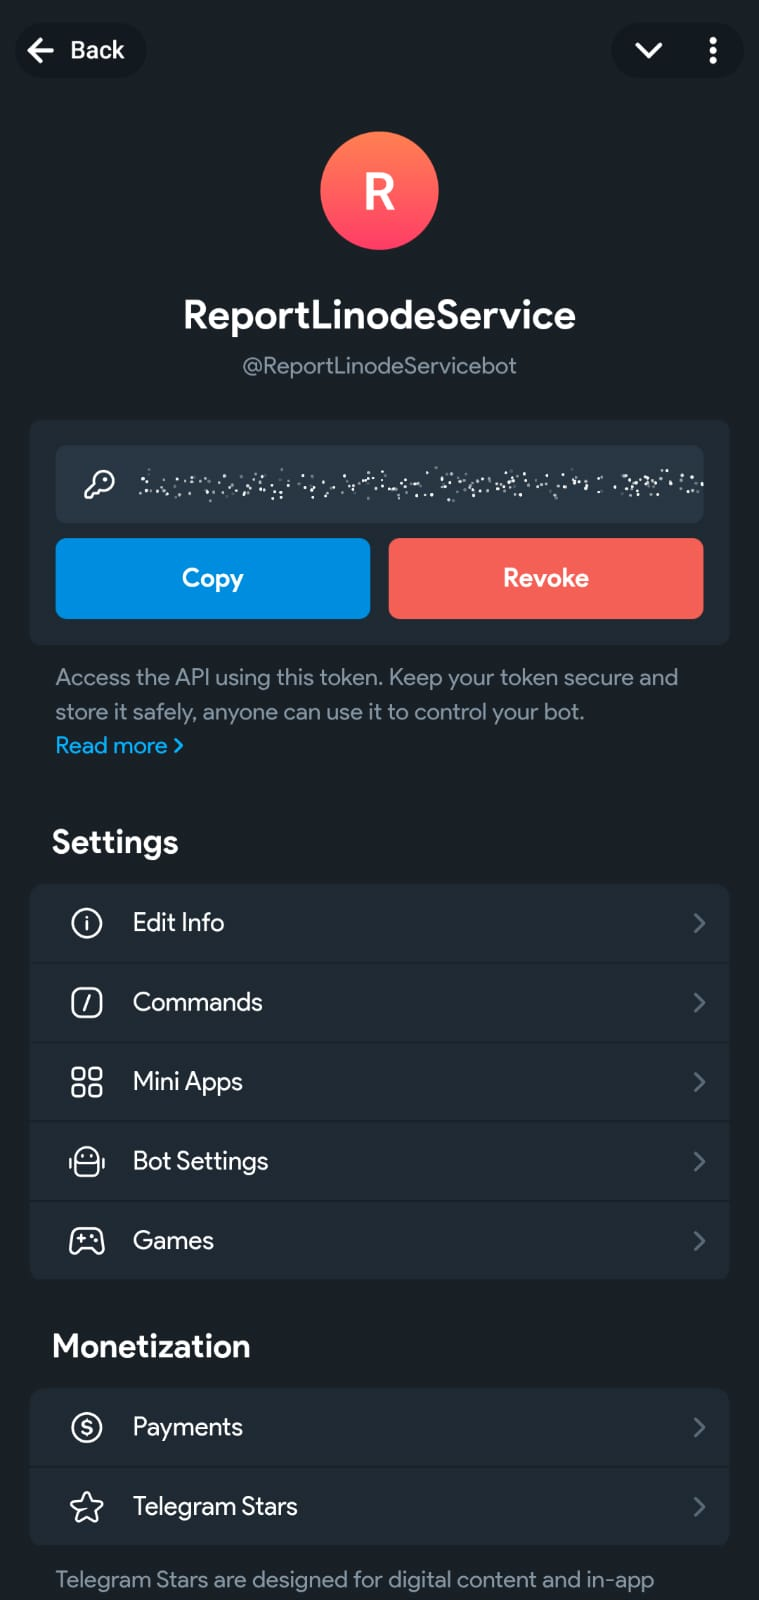 Back
R
ReportLinodeService
@ReportLinodeServicebot
Copy
Revoke
Access the API using this token. Keep your token secure and
store it safely, anyone can use it to control your bot.
Read more
Settings
Edit Info
Commands
Mini Apps
Bot Settings
Games
Monetization
Payments
Telegram Stars
Telegram Stars are designed for digital content and in-app